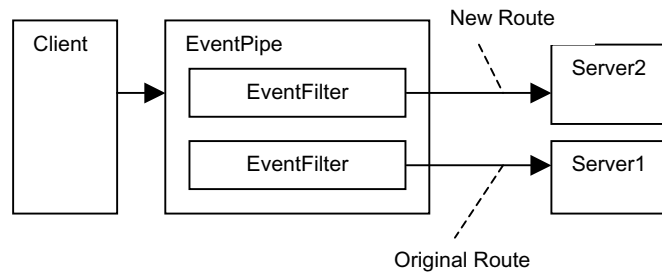 New Route
Client
EventPipe
Server2
EventFilter
EventFilter
Server1
Original Route